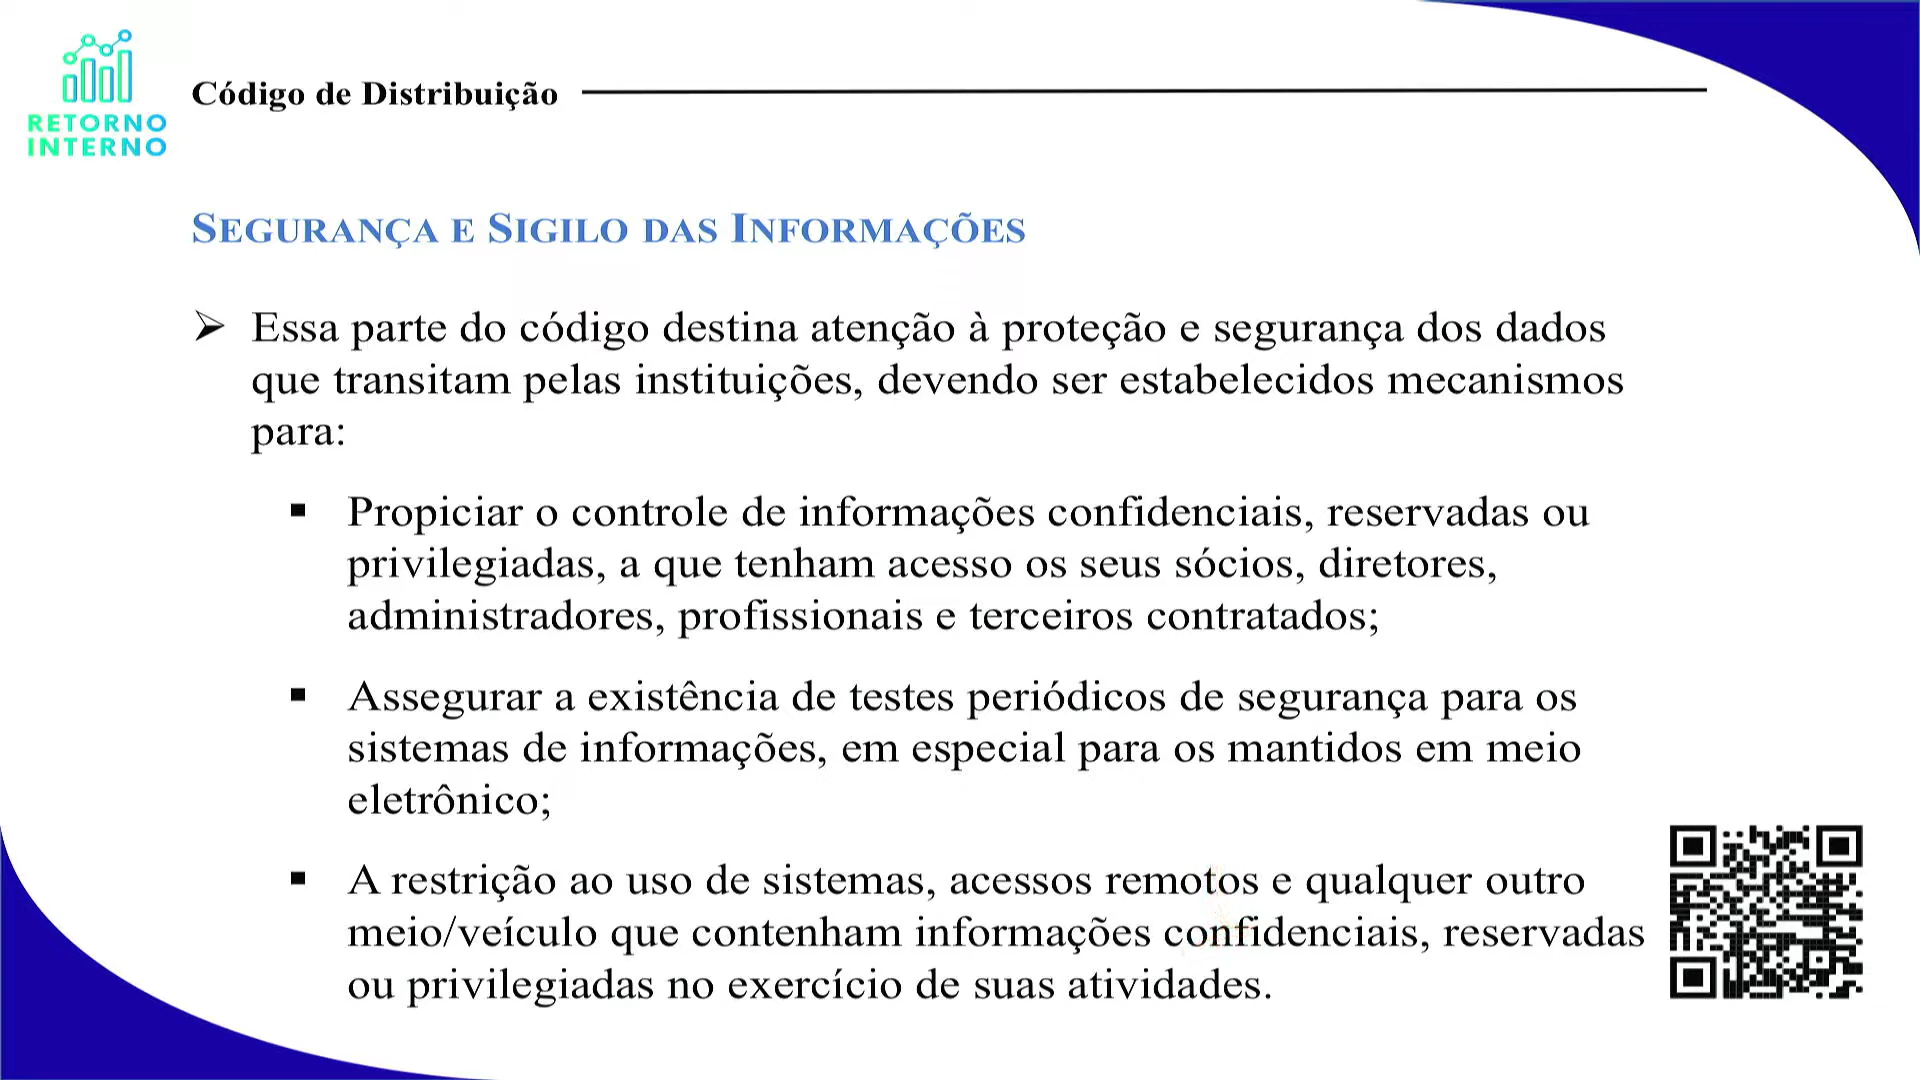 RETORNO
INTERNO
Código de Distribuição
SEGURANÇA E SIGILO DAS INFORMAÇÕES
➢ Essa parte do código destina atenção à proteção e segurança dos dados
que transitam pelas instituições, devendo ser estabelecidos mecanismos
para:
▪ Propiciar o controle de informações confidenciais, reservadas ou
privilegiadas, a que tenham acesso os seus sócios, diretores,
administradores, profissionais e terceiros contratados;
▪ Assegurar a existência de testes periódicos de segurança para os
sistemas de informações, em especial para os mantidos em meio
eletrônico;
▪ A restrição ao uso de sistemas, acessos remotos e qualquer outro
meio/veículo que contenham informações confidenciais, reservadas
ou privilegiadas no exercício de suas atividades.